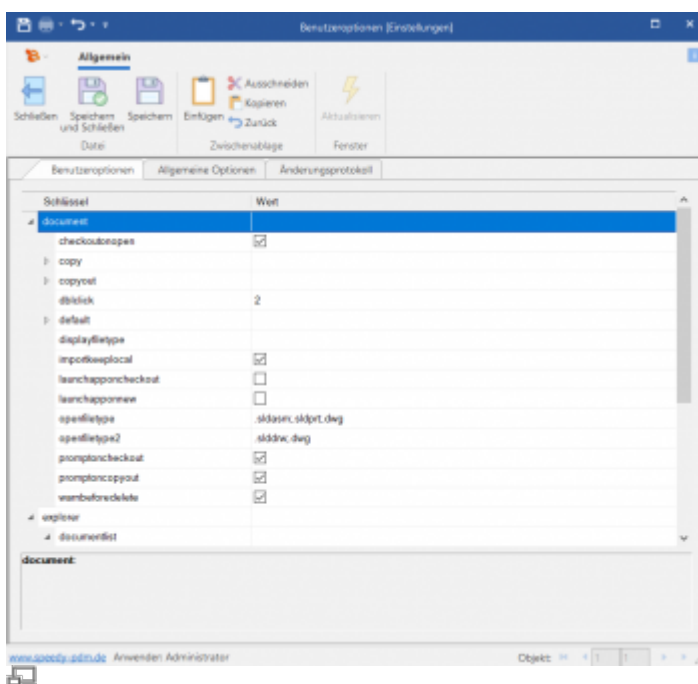 Benutzeroptionen [Einstellungen]
Allgemein
Schließen
Speichern und Schließen
Speichern
Einfügen
Ausschneiden
Kopieren
Zurück
Aktualisieren
Datei
Zwischenablage
Fenster
Benutzeroptionen
Allgemeine Optionen
Änderungsprotokoll
Schlüssel Wert
document
checkoutonopen
copy
copyout
dblclick 2
default
displayfiletype
importkeeplocal
launchapponcheckout
launchapponnew
openfiletype .sldasm;.sldprt;.dwg
openfiletype2 .slddrw;.dwg
promptoncheckout
promptoncopyout
warnbeforedelete
explorer
documentlist
document:
www.speedy-pdm.de Anwender: Administrator
Objekt: 1 1